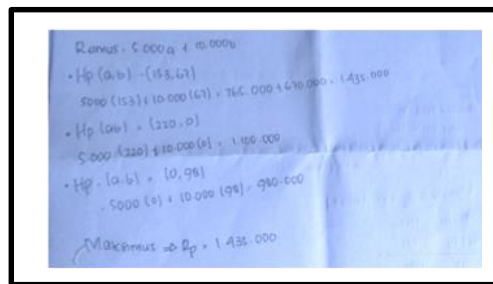 Rumus : 5.000a + 10.000b
• Hp (a,b) = (153,67)
5000 (153) + 10.000 (67) = 765.000 + 670.000 = 1.435.000
• Hp (ab) = (220,0)
5.000 (220) + 10.000 (0) = 1.100.000
• Hp. (a.b) = (0,98)
- 5000 (0) + 10.000 (98) = 980.000
Maksimus ⇒ Rp. 1.435.000